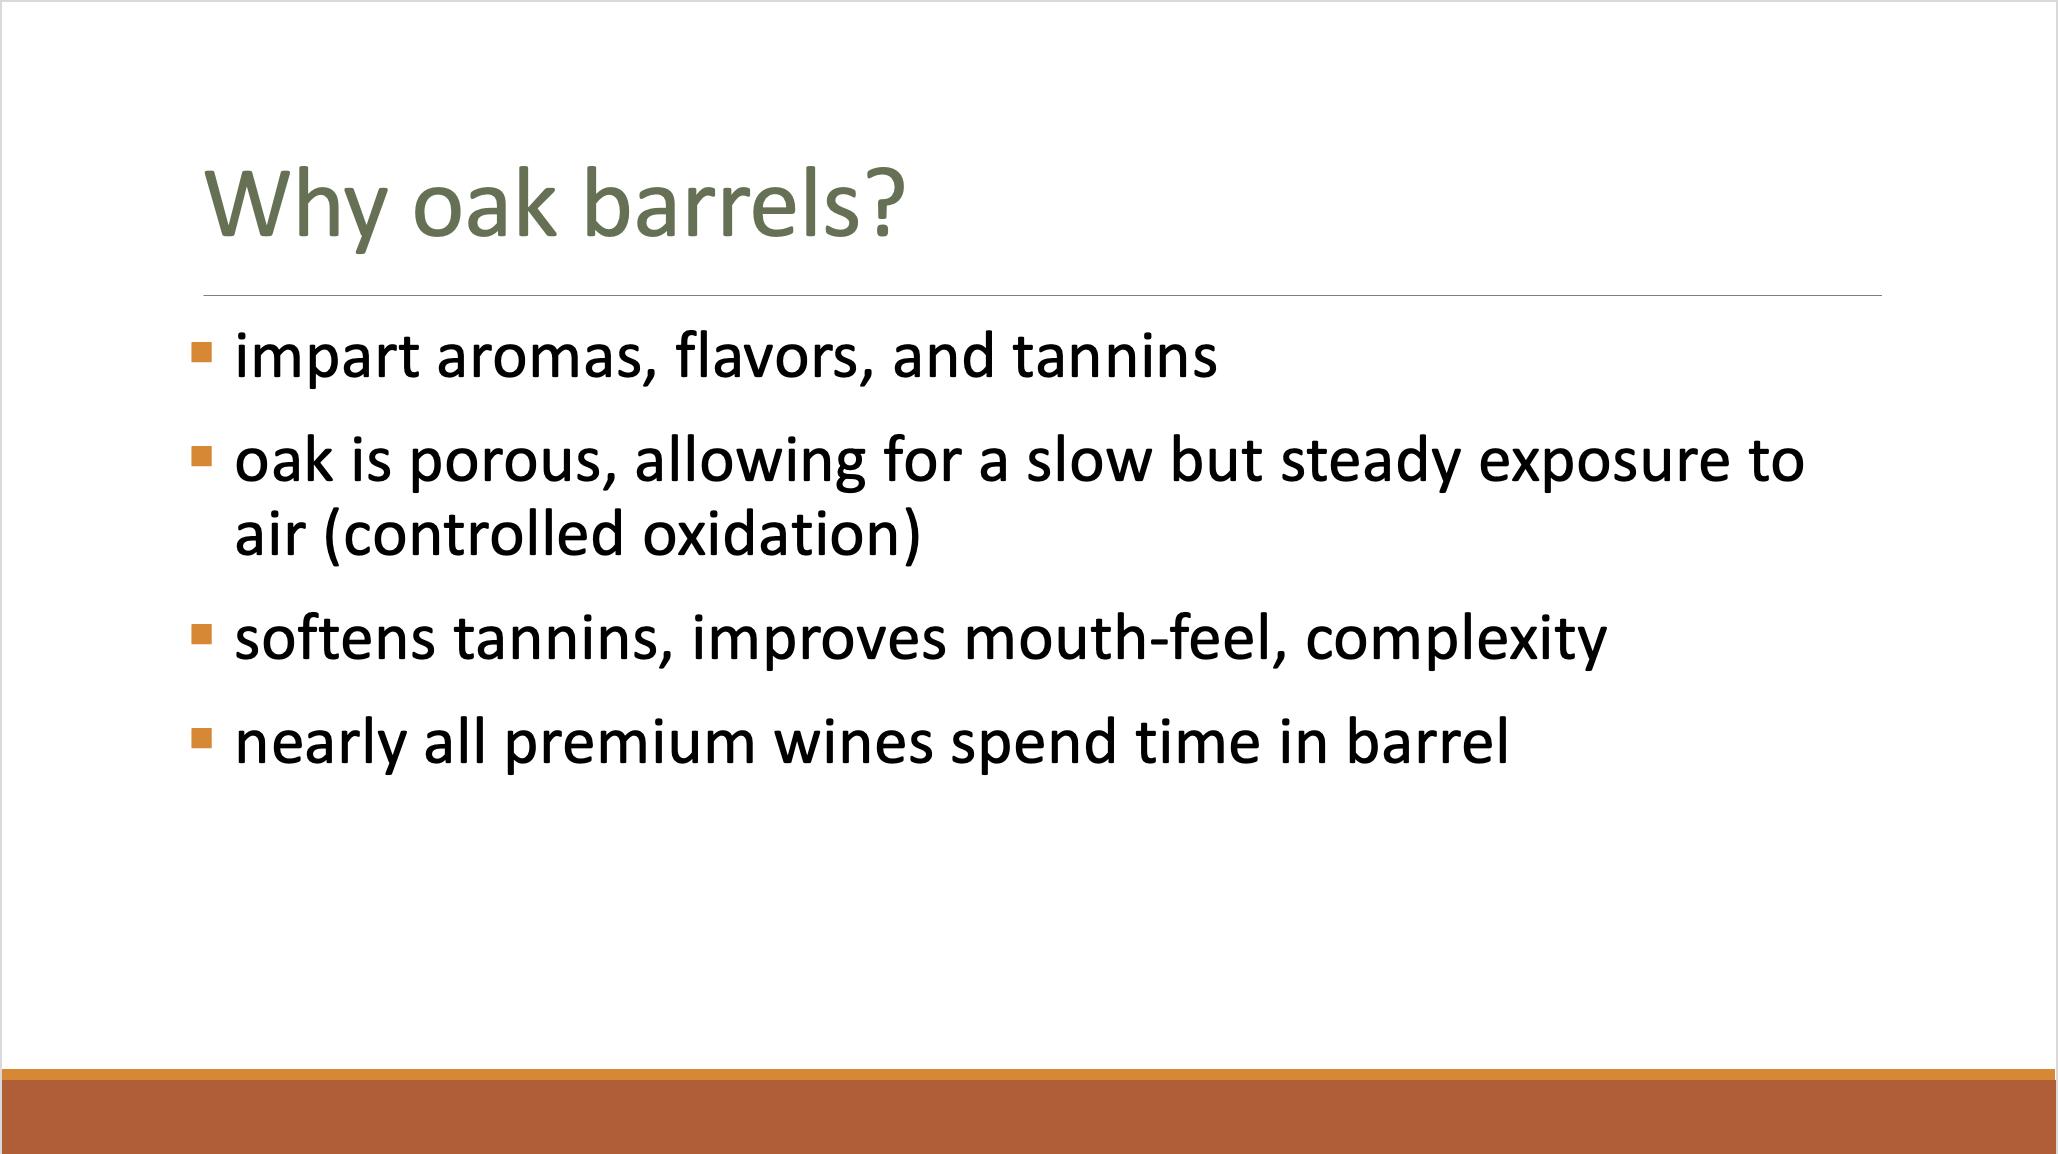 Why oak barrels?
impart aromas, flavors, and tannins
oak is porous, allowing for a slow but steady exposure to
air (controlled oxidation)
softens tannins, improves mouth-feel, complexity
nearly all premium wines spend time in barrel